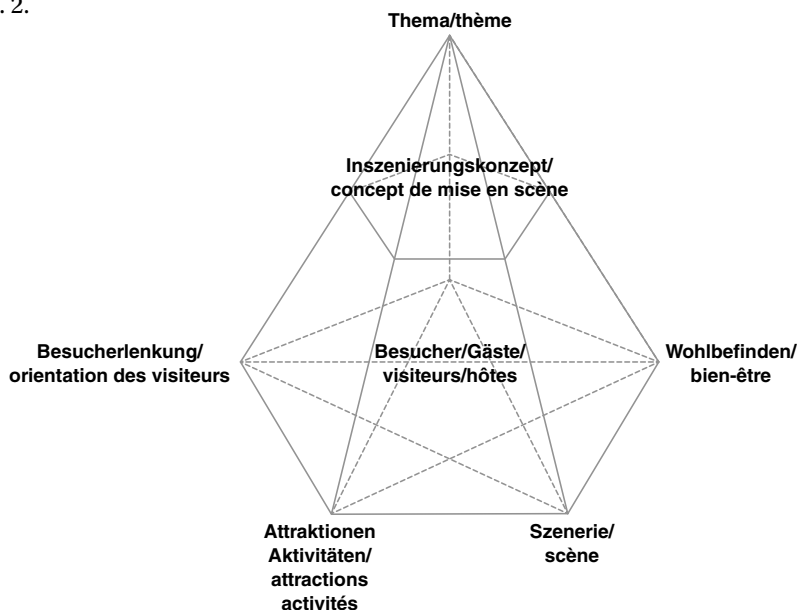 . 2.
Thema/thème
Inszenierungskonzept/
concept de mise en scène
Besucherlenkung/
orientation des visiteurs
Besucher/Gäste/
visiteurs/hôtes
Wohlbefinden/
bien-être
Attraktionen
Aktivitäten/
attractions
activités
Szenerie/
scène